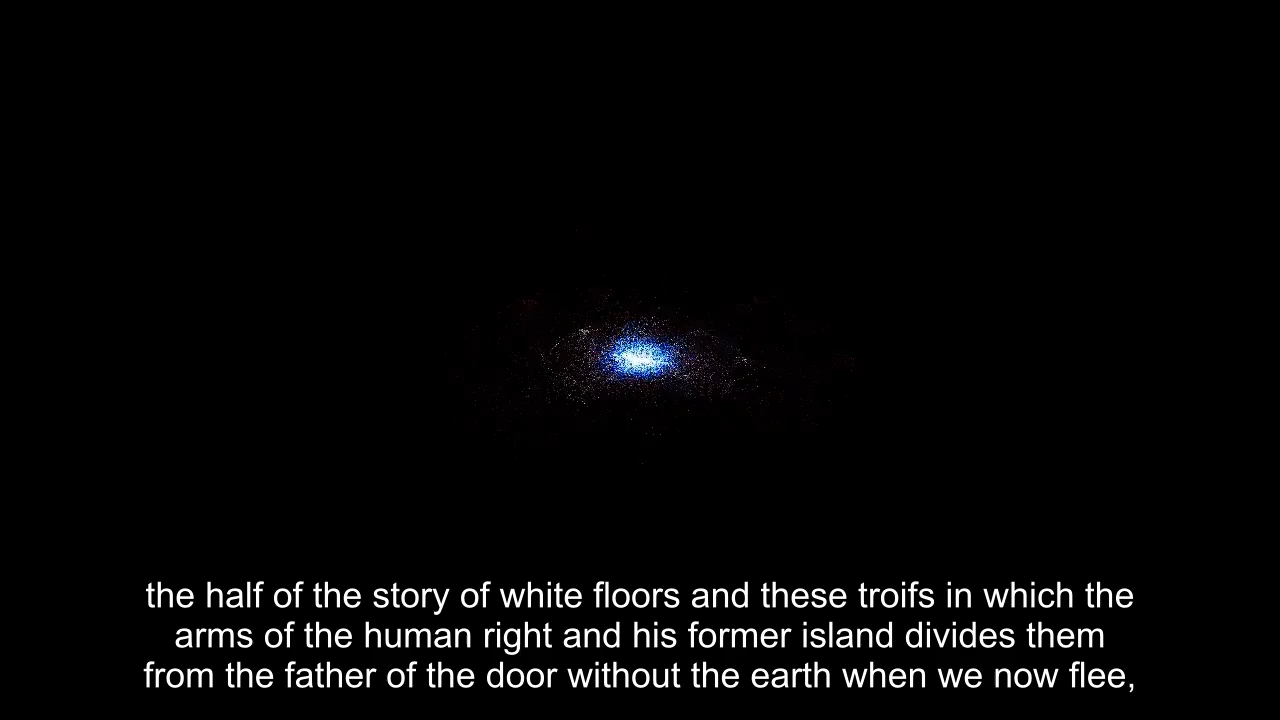 the half of the story of white floors and these troifs in which the
arms of the human right and his former island divides them
from the father of the door without the earth when we now flee,